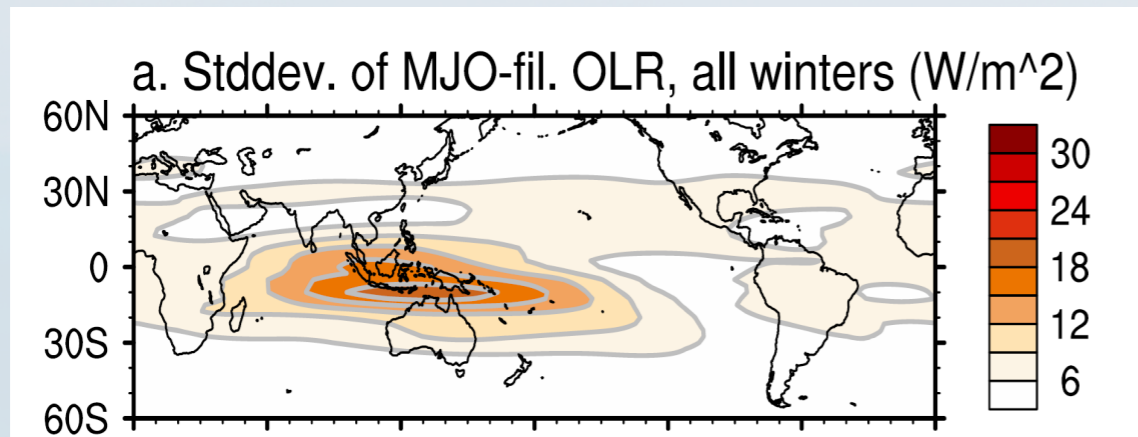 a. Stddev. of MJO-fil. OLR, all winters (W/m^2)
60N
30N
0
30S
60S
30
24
18
12
6